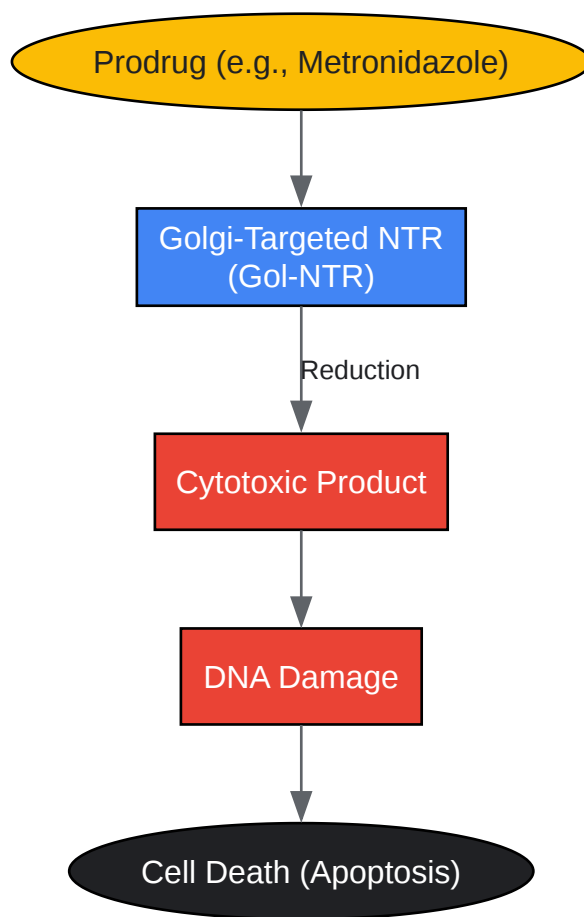 Prodrug (e.g., Metronidazole)
Golgi-Targeted NTR
(Gol-NTR)
Reduction
Cytotoxic Product
DNA Damage
Cell Death (Apoptosis)